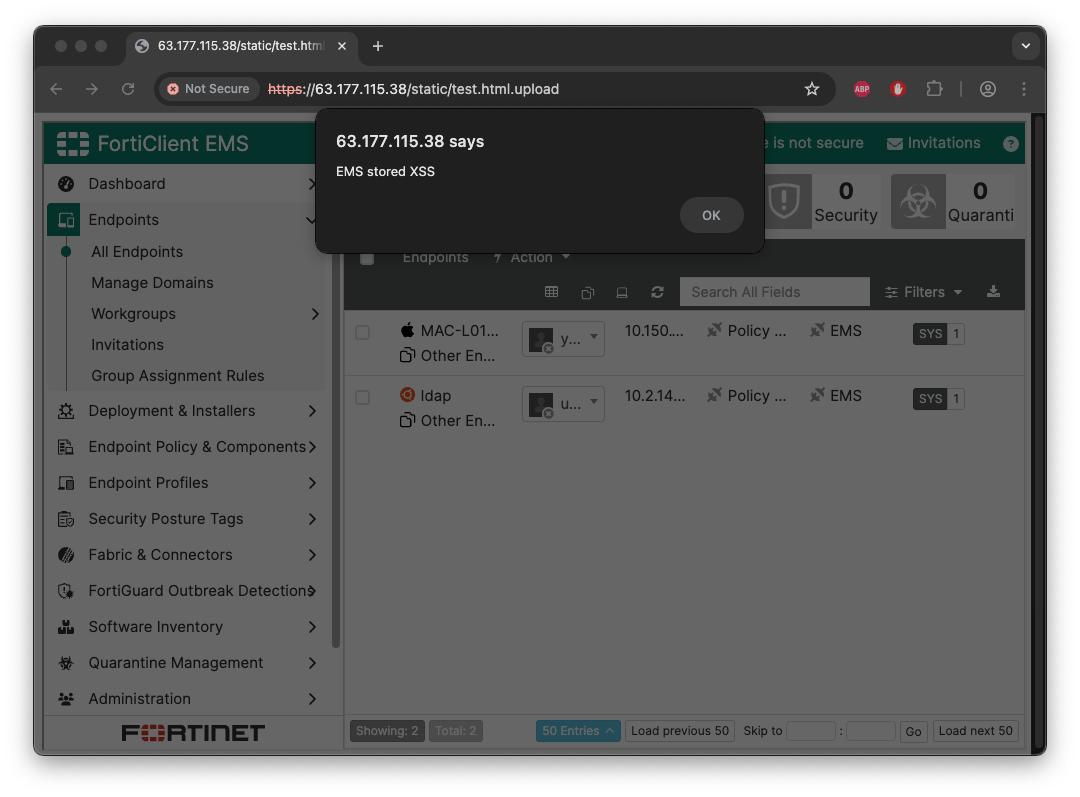 63.177.115.38/static/test.html
Not Secure
https://63.177.115.38/static/test.html.upload
ABP
FortiClient EMS
63.177.115.38 says
EMS stored XSS
OK
is not secure
Invitations
?
Dashboard
Endpoints
All Endpoints
Manage Domains
Workgroups
Invitations
Group Assignment Rules
Deployment & Installers
Endpoint Policy & Components
Endpoint Profiles
Security Posture Tags
Fabric & Connectors
FortiGuard Outbreak Detections
Software Inventory
Quarantine Management
Administration
FORTINET
0
Security
0
Quaranti
Endpoints
Action
Search All Fields
Filters
MAC-L01...
Other En...
y...
10.150....
Policy ...
EMS
SYS 1
ldap
Other En...
u...
10.2.14...
Policy ...
EMS
SYS 1
Showing: 2
Total: 2
50 Entries
Load previous 50
Skip to
:
Go
Load next 50